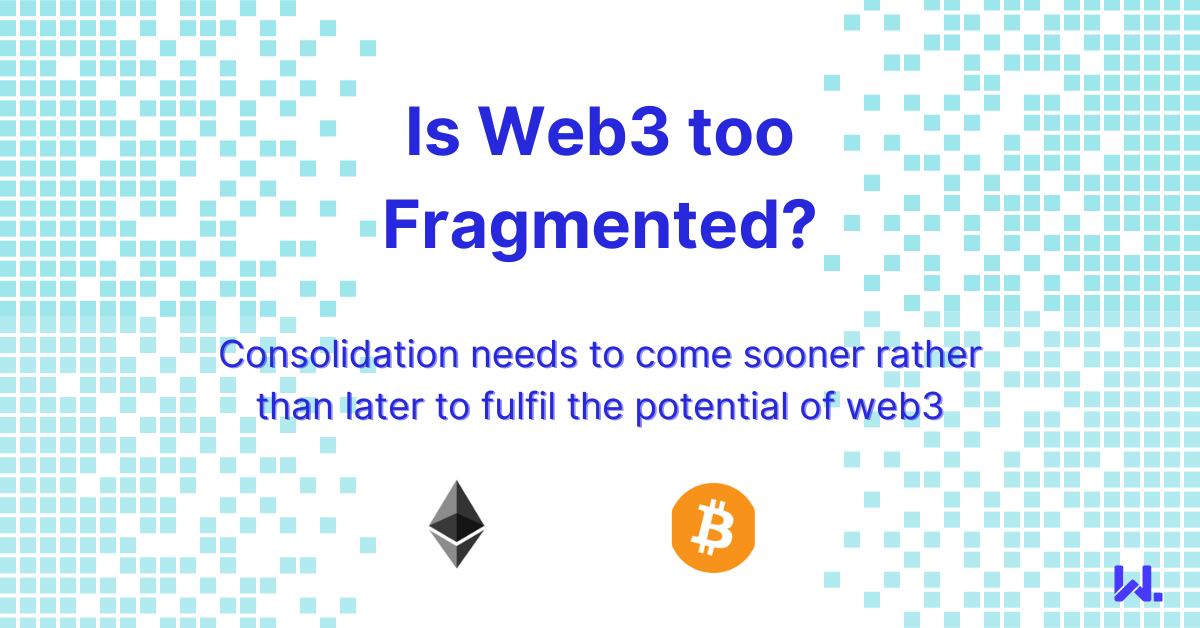 Is Web3 too
Fragmented?
Consolidation needs to come sooner rather
than later to fulfil the potential of web3
W.